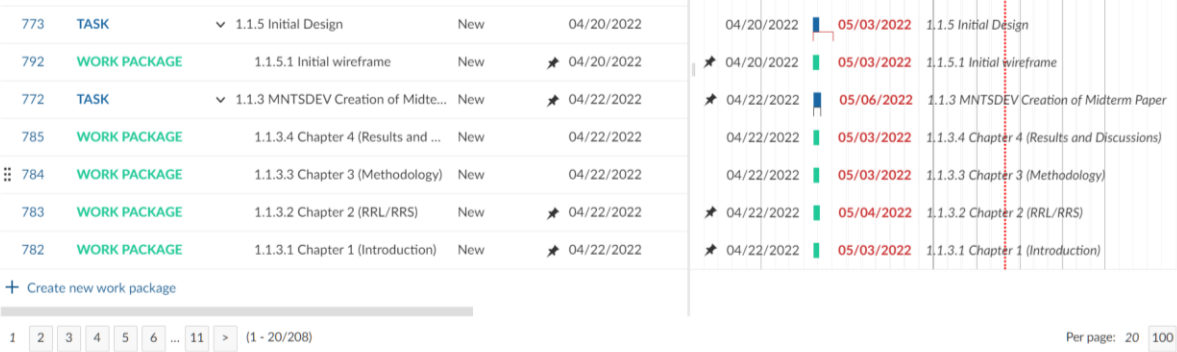 773 TASK 1.1.5 Initial Design New 04/20/2022 04/20/2022 05/03/2022 1.1.5 Initial Design
792 WORK PACKAGE 1.1.5.1 Initial wireframe New 04/20/2022 04/20/2022 05/03/2022 1.1.5.1 Initial wireframe
772 TASK 1.1.3 MNTSDEV Creation of Midte... New 04/22/2022 04/22/2022 05/06/2022 1.1.3 MNTSDEV Creation of Midterm Paper
785 WORK PACKAGE 1.1.3.4 Chapter 4 (Results and ... New 04/22/2022 04/22/2022 05/03/2022 1.1.3.4 Chapter 4 (Results and Discussions)
784 WORK PACKAGE 1.1.3.3 Chapter 3 (Methodology) New 04/22/2022 04/22/2022 05/03/2022 1.1.3.3 Chapter 3 (Methodology)
783 WORK PACKAGE 1.1.3.2 Chapter 2 (RRL/RRS) New 04/22/2022 04/22/2022 05/04/2022 1.1.3.2 Chapter 2 (RRL/RRS)
782 WORK PACKAGE 1.1.3.1 Chapter 1 (Introduction) New 04/22/2022 04/22/2022 05/03/2022 1.1.3.1 Chapter 1 (Introduction)
+ Create new work package
1 2 3 4 5 6 ... 11 > (1 - 20/208) Per page: 20 100